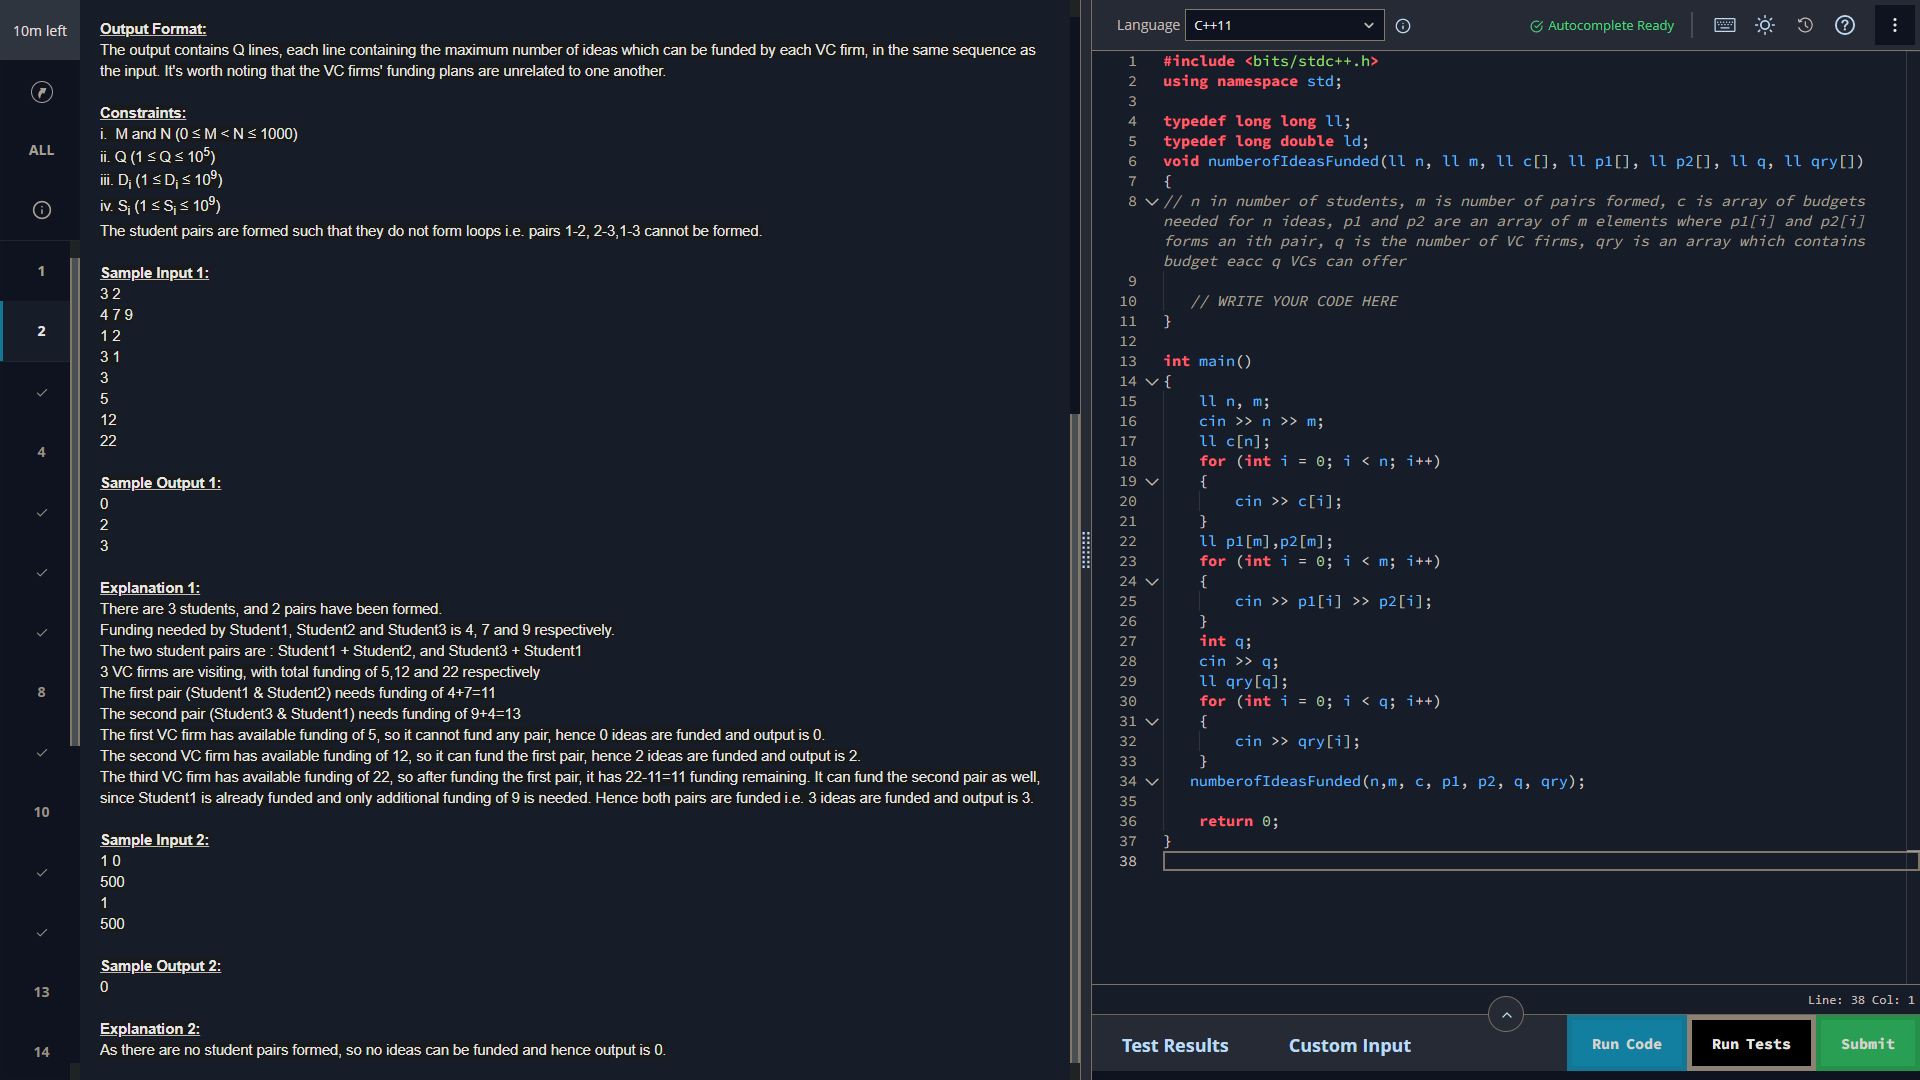 10m left
ALL
1
2
4
8
10
13
14
Output Format:
The output contains Q lines, each line containing the maximum number of ideas which can be funded by each VC firm, in the same sequence as
the input. It's worth noting that the VC firms' funding plans are unrelated to one another.
Constraints:
i. M and N (0 ≤ M < N ≤ 1000)
ii. Q (1 ≤ Q ≤ 10⁵)
iii. Dᵢ (1 ≤ Dᵢ ≤ 10⁹)
iv. Sᵢ (1 ≤ Sᵢ ≤ 10⁹)
The student pairs are formed such that they do not form loops i.e. pairs 1-2, 2-3,1-3 cannot be formed.
Sample Input 1:
3 2
4 7 9
1 2
3 1
3
5
12
22
Sample Output 1:
0
2
3
Explanation 1:
There are 3 students, and 2 pairs have been formed.
Funding needed by Student1, Student2 and Student3 is 4, 7 and 9 respectively.
The two student pairs are : Student1 + Student2, and Student3 + Student1
3 VC firms are visiting, with total funding of 5,12 and 22 respectively
The first pair (Student1 & Student2) needs funding of 4+7=11
The second pair (Student3 & Student1) needs funding of 9+4=13
The first VC firm has available funding of 5, so it cannot fund any pair, hence 0 ideas are funded and output is 0.
The second VC firm has available funding of 12, so it can fund the first pair, hence 2 ideas are funded and output is 2.
The third VC firm has available funding of 22, so after funding the first pair, it has 22-11=11 funding remaining. It can fund the second pair as well,
since Student1 is already funded and only additional funding of 9 is needed. Hence both pairs are funded i.e. 3 ideas are funded and output is 3.
Sample Input 2:
1 0
500
1
500
Sample Output 2:
0
Explanation 2:
As there are no student pairs formed, so no ideas can be funded and hence output is 0.
Language C++11 Autocomplete Ready
1 #include <bits/stdc++.h>
2 using namespace std;
3
4 typedef long long ll;
5 typedef long double ld;
6 void numberofIdeasFunded(ll n, ll m, ll c[], ll p1[], ll p2[], ll q, ll qry[])
7 {
8 // n in number of students, m is number of pairs formed, c is array of budgets
needed for n ideas, p1 and p2 are an array of m elements where p1[i] and p2[i]
forms an ith pair, q is the number of VC firms, qry is an array which contains
budget eacc q VCs can offer
9
10 // WRITE YOUR CODE HERE
11 }
12
13 int main()
14 {
15 ll n, m;
16 cin >> n >> m;
17 ll c[n];
18 for (int i = 0; i < n; i++)
19 {
20 cin >> c[i];
21 }
22 ll p1[m],p2[m];
23 for (int i = 0; i < m; i++)
24 {
25 cin >> p1[i] >> p2[i];
26 }
27 int q;
28 cin >> q;
29 ll qry[q];
30 for (int i = 0; i < q; i++)
31 {
32 cin >> qry[i];
33 }
34 numberofIdeasFunded(n,m, c, p1, p2, q, qry);
35
36 return 0;
37 }
38
Line: 38 Col: 1
Test Results
Custom Input
Run Code
Run Tests
Submit